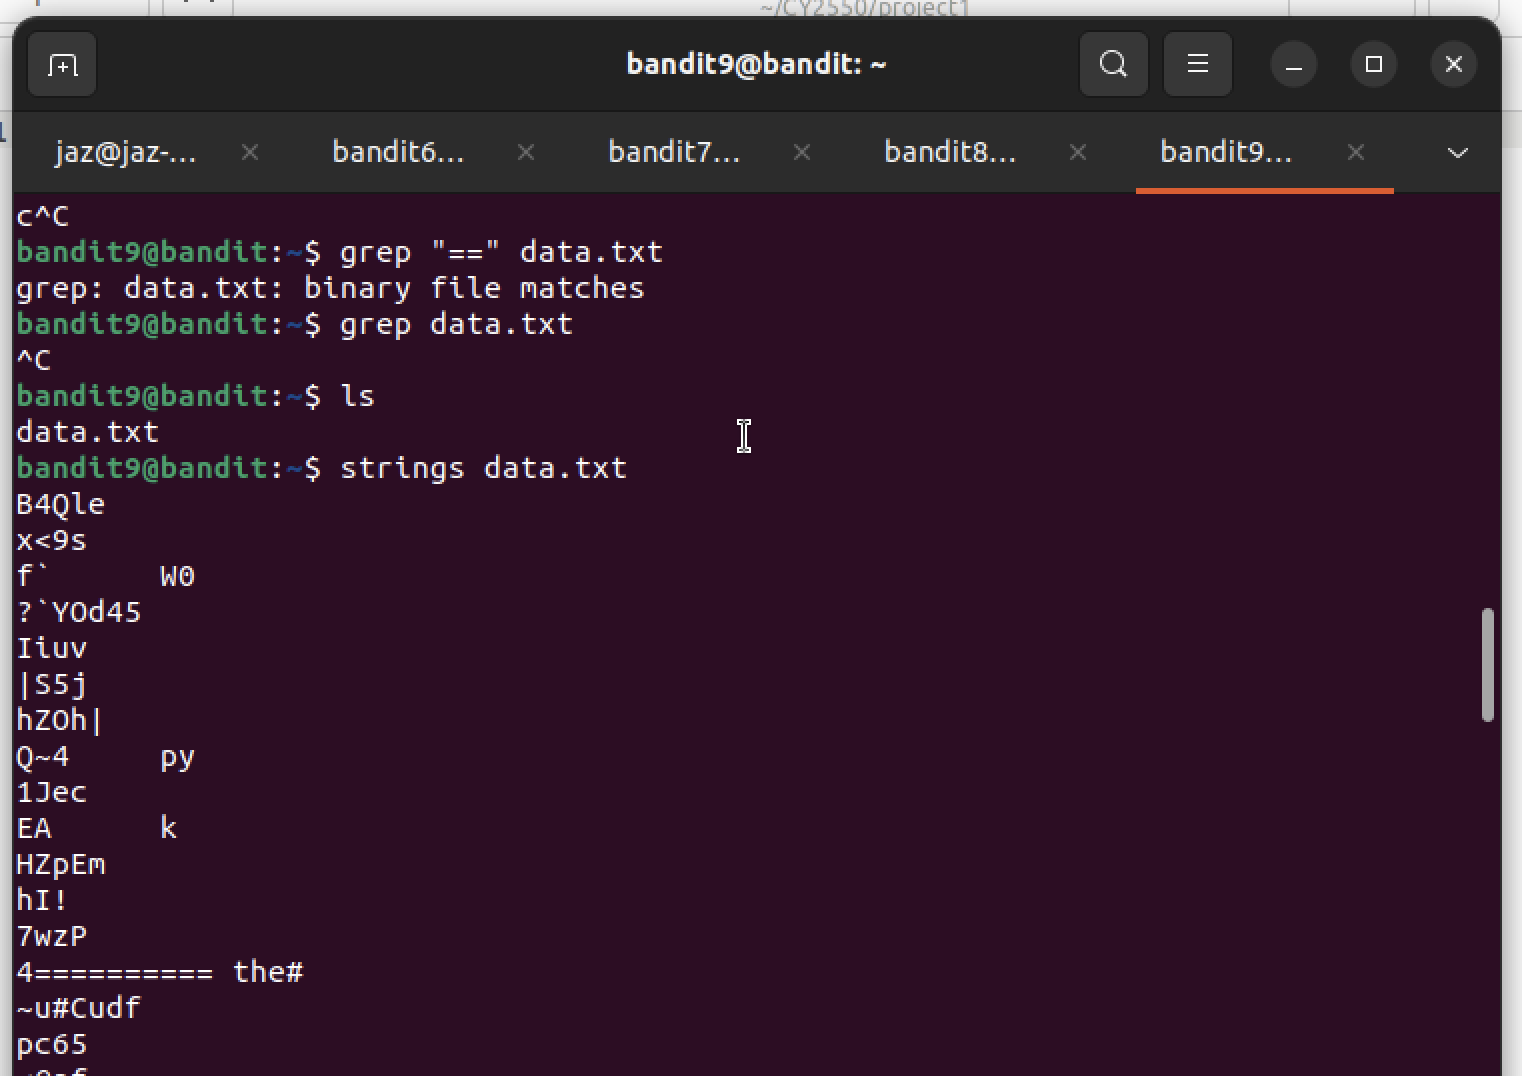 ~/CY2550/project1
bandit9@bandit: ~
jaz@jaz-... bandit6... bandit7... bandit8... bandit9...
c^C
bandit9@bandit:~$ grep "==" data.txt
grep: data.txt: binary file matches
bandit9@bandit:~$ grep data.txt
^C
bandit9@bandit:~$ ls
data.txt
bandit9@bandit:~$ strings data.txt
B4Qle
x<9s
f`      W0
?`YOd45
Iiuv
|S5j
hZOh|
Q~4     py
1Jec
EA      k
HZpEm
hI!
7wzP
4========== the#
~u#Cudf
pc65